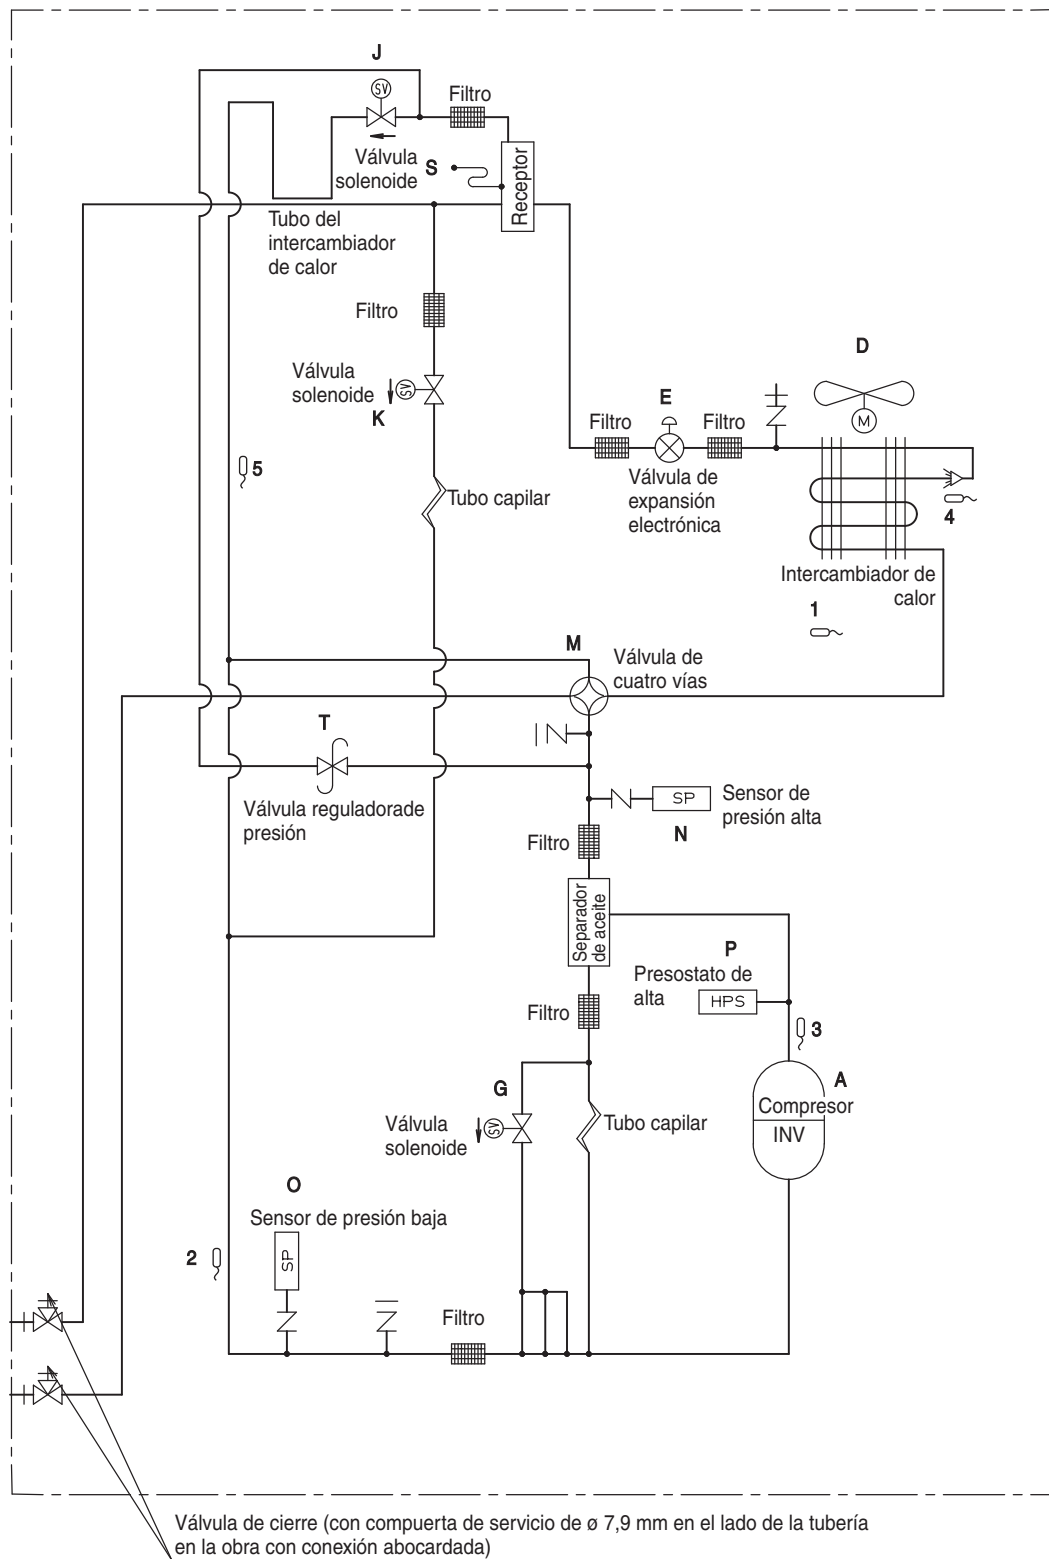 J
SV
Filtro
Válvula
solenoide
S
Receptor
Tubo del
intercambiador
de calor
Filtro
D
Válvula
solenoide
SV
K
E
M
Filtro
Filtro
5
Tubo capilar
Válvula de
expansión
electrónica
4
Intercambiador de
calor
1
M
Válvula de
cuatro vías
T
Válvula reguladorade
presión
SP
Sensor de
presión alta
N
Filtro
Separador
de aceite
P
Presostato de
alta
HPS
Filtro
3
G
A
Válvula
solenoide
SV
Tubo capilar
Compresor
INV
O
Sensor de presión baja
2
SP
Filtro
Válvula de cierre (con compuerta de servicio de ø 7,9 mm en el lado de la tubería
en la obra con conexión abocardada)